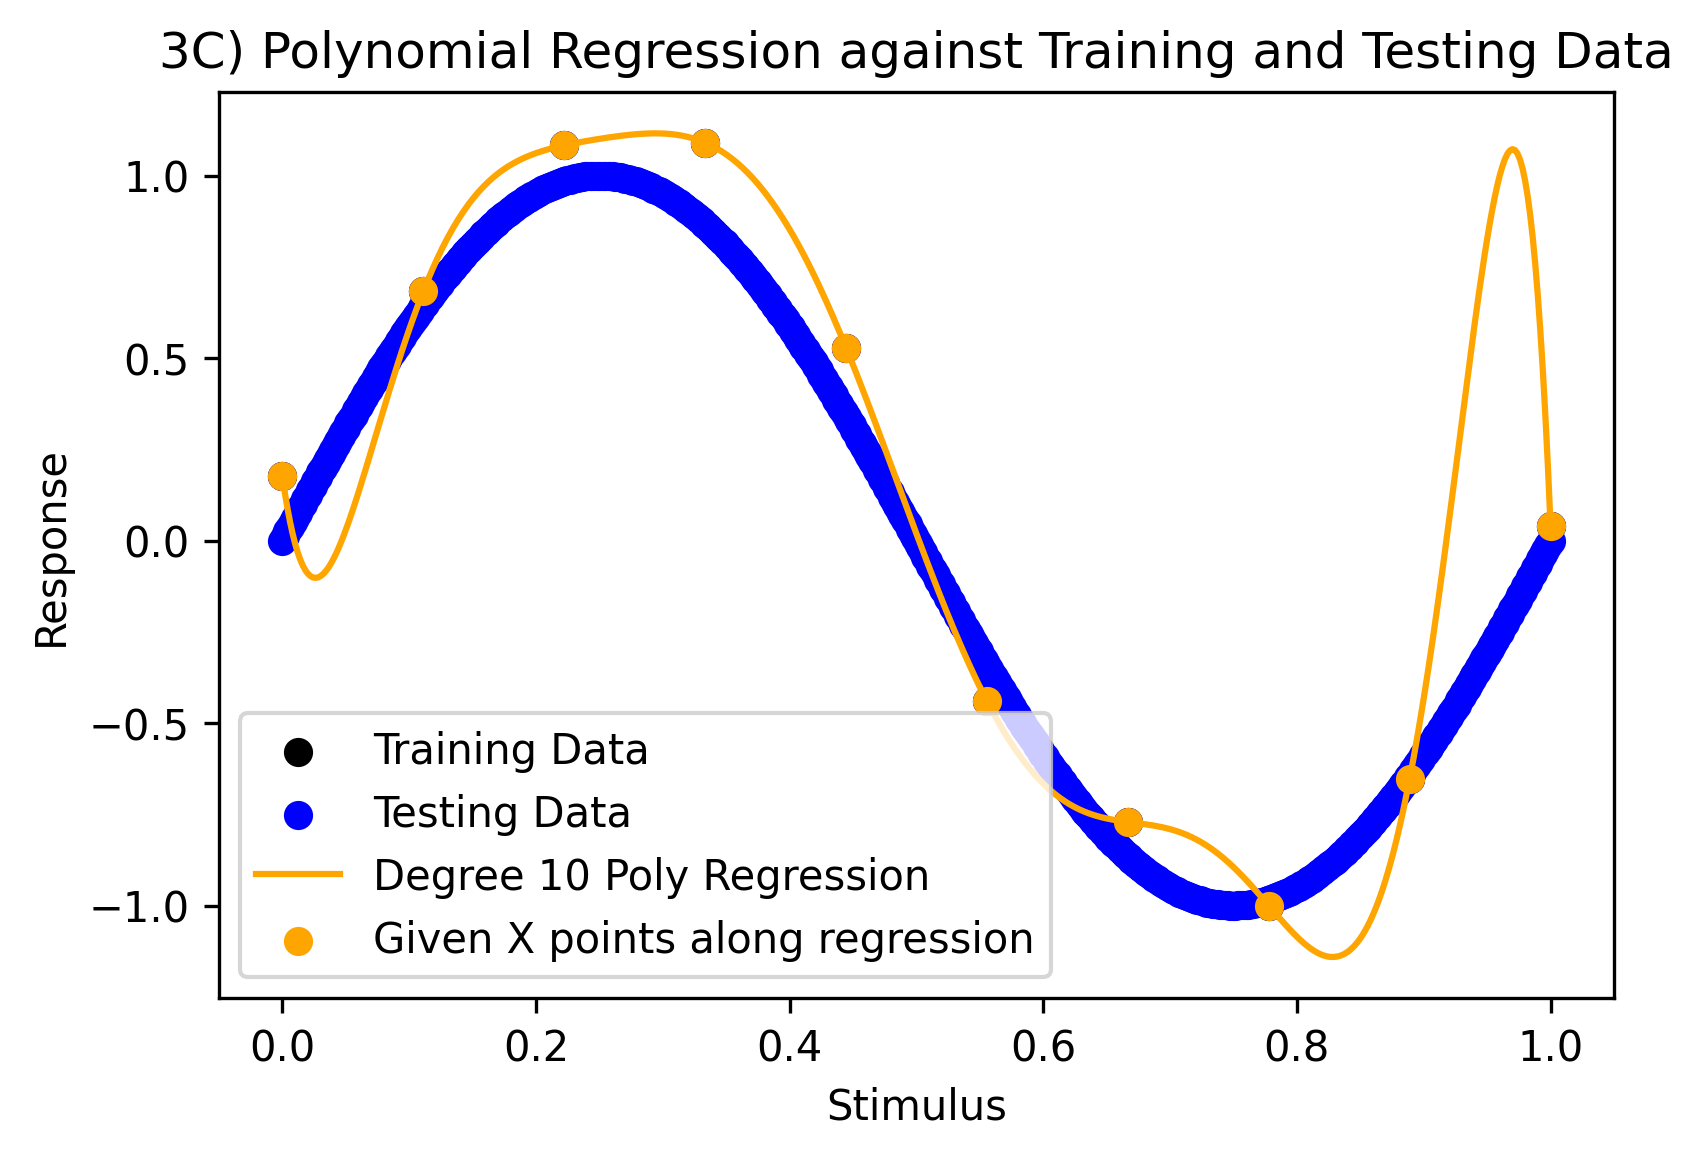 3C) Polynomial Regression against Training and Testing Data
Response
1.0
0.5
0.0
−0.5
−1.0
Training Data
Testing Data
Degree 10 Poly Regression
Given X points along regression
0.0 0.2 0.4 0.6 0.8 1.0
Stimulus